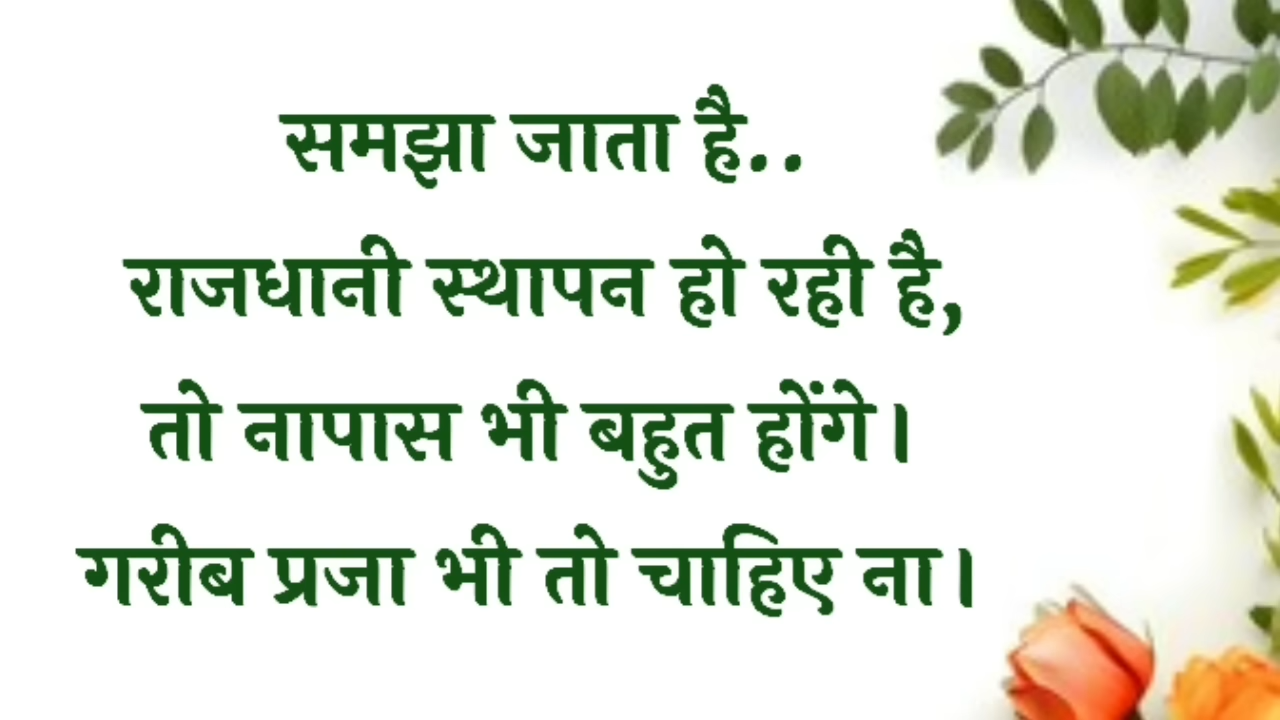 समझा जाता है..
राजधानी स्थापन हो रही है,
तो नापास भी बहुत होंगे।
गरीब प्रजा भी तो चाहिए ना।